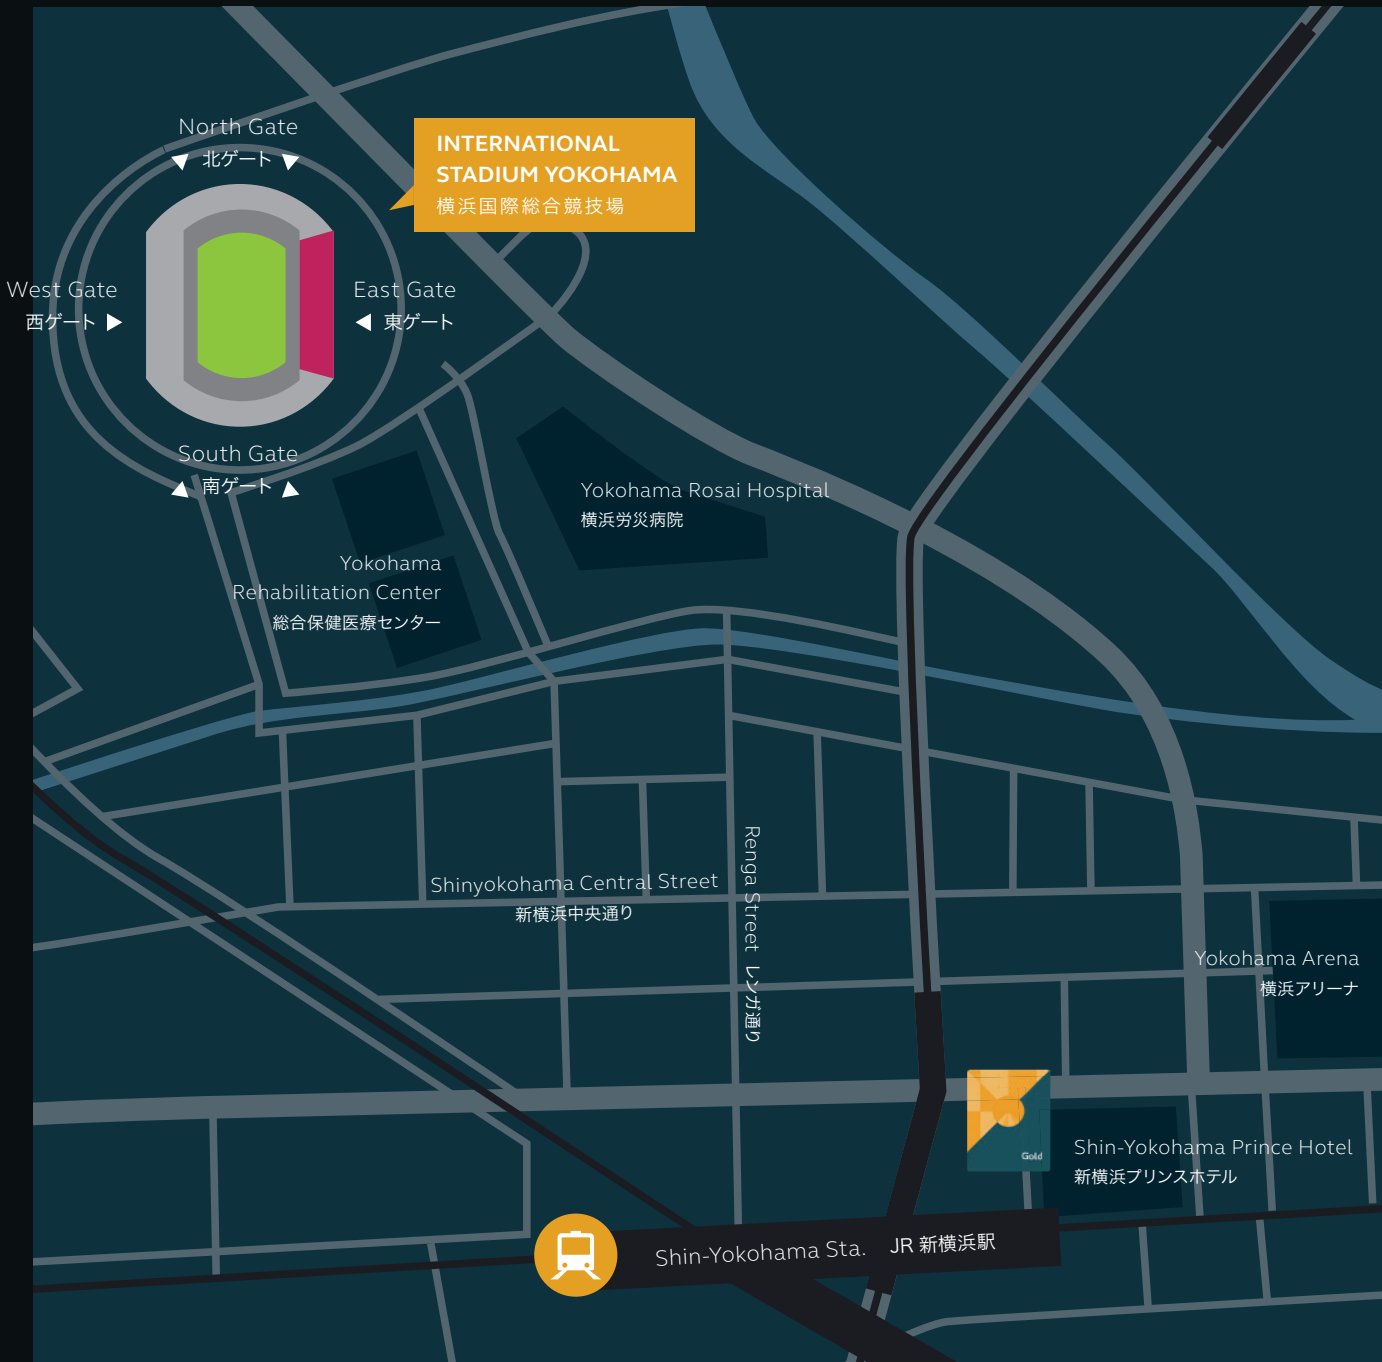 North Gate
北ゲート
INTERNATIONAL
STADIUM YOKOHAMA
横浜国際総合競技場
West Gate
西ゲート
East Gate
東ゲート
South Gate
南ゲート
Yokohama Rosai Hospital
横浜労災病院
Yokohama
Rehabilitation Center
総合保健医療センター
Shinyokohama Central Street
新横浜中央通り
Renga Street レンガ通り
Yokohama Arena
横浜アリーナ
Gold
Shin-Yokohama Prince Hotel
新横浜プリンスホテル
Shin-Yokohama Sta. JR 新横浜駅